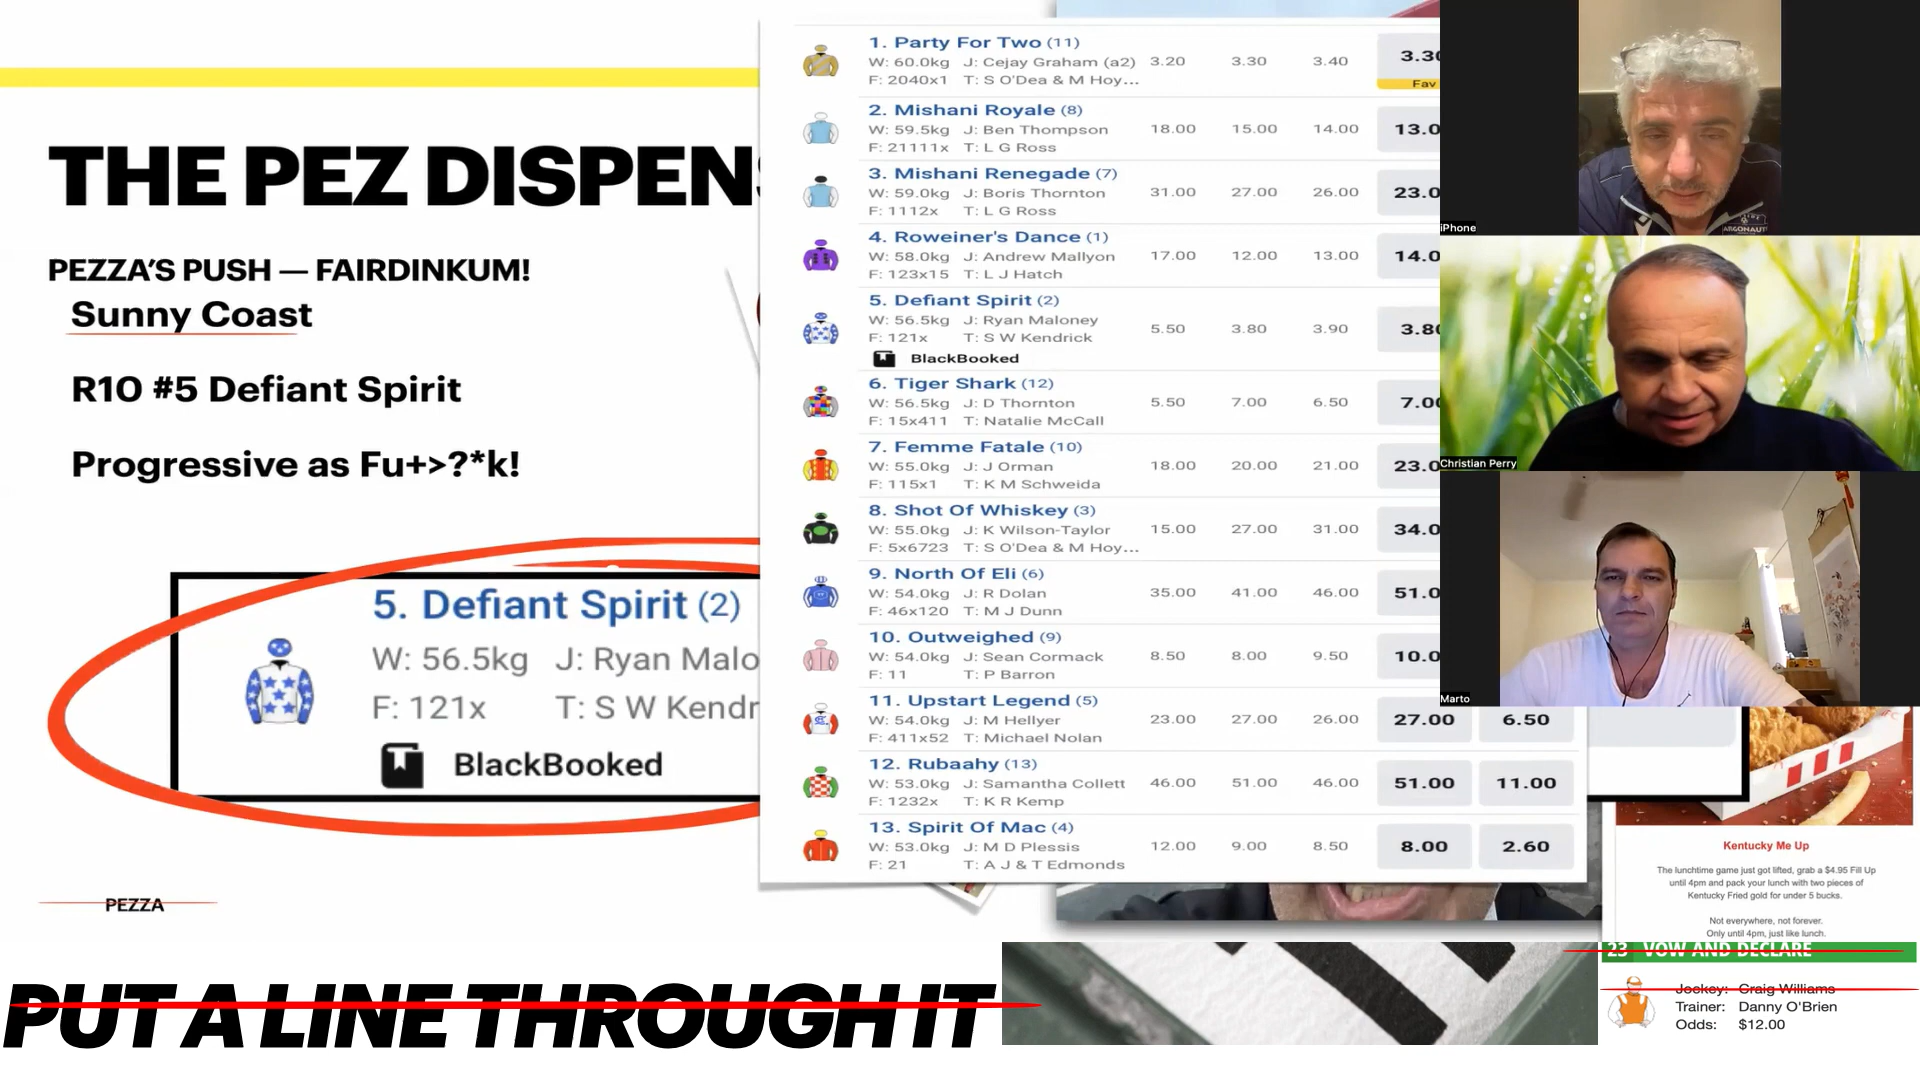 THE PEZ DISPENS
PEZZA'S PUSH — FAIRDINKUM!
Sunny Coast
R10 #5 Defiant Spirit
Progressive as Fu+>?*k!
5. Defiant Spirit (2)
W: 56.5kg J: Ryan Malo
F: 121x T: S W Kendr
BlackBooked
PEZZA
PUT A LINE THROUGH IT
1. Party For Two (11)
W: 60.0kg J: Cejay Graham (a2) 3.20 3.30 3.40 3.30
F: 2040x1 T: S O'Dea & M Hoy...
Fav
2. Mishani Royale (8)
W: 59.5kg J: Ben Thompson 18.00 15.00 14.00 13.0
F: 21111x T: L G Ross
3. Mishani Renegade (7)
W: 59.0kg J: Boris Thornton 31.00 27.00 26.00 23.0
F: 1112x T: L G Ross
4. Roweiner's Dance (1)
W: 58.0kg J: Andrew Mallyon 17.00 12.00 13.00 14.0
F: 123x15 T: L J Hatch
5. Defiant Spirit (2)
W: 56.5kg J: Ryan Maloney 5.50 3.80 3.90 3.80
F: 121x T: S W Kendrick
BlackBooked
6. Tiger Shark (12)
W: 56.5kg J: D Thornton 5.50 7.00 6.50 7.00
F: 15x411 T: Natalie McCall
7. Femme Fatale (10)
W: 55.0kg J: J Orman 18.00 20.00 21.00 23.0
F: 115x1 T: K M Schweida
8. Shot Of Whiskey (3)
W: 55.0kg J: K Wilson-Taylor 15.00 27.00 31.00 34.0
F: 5x6723 T: S O'Dea & M Hoy...
9. North Of Eli (6)
W: 54.0kg J: R Dolan 35.00 41.00 46.00 51.0
F: 46x120 T: M J Dunn
10. Outweighed (9)
W: 54.0kg J: Sean Cormack 8.50 8.00 9.50 10.0
F: 11 T: P Barron
11. Upstart Legend (5)
W: 54.0kg J: M Hellyer 23.00 27.00 26.00 27.00 6.50
F: 411x52 T: Michael Nolan
12. Rubaahy (13)
W: 53.0kg J: Samantha Collett 46.00 51.00 46.00 51.00 11.00
F: 1232x T: K R Kemp
13. Spirit Of Mac (4)
W: 53.0kg J: M D Plessis 12.00 9.00 8.50 8.00 2.60
F: 21 T: A J & T Edmonds
ARGONAUT
iPhone
Christian Perry
Marto
Kentucky Me Up
The lunchtime game just got lifted, grab a $4.95 Fill Up
until 4pm and pack your lunch with two pieces of
Kentucky Fried gold for under 5 bucks.
Not everywhere, not forever.
Only until 4pm, just like lunch.
23 VOW AND DECLARE
Jockey: Craig Williams
Trainer: Danny O'Brien
Odds: $12.00